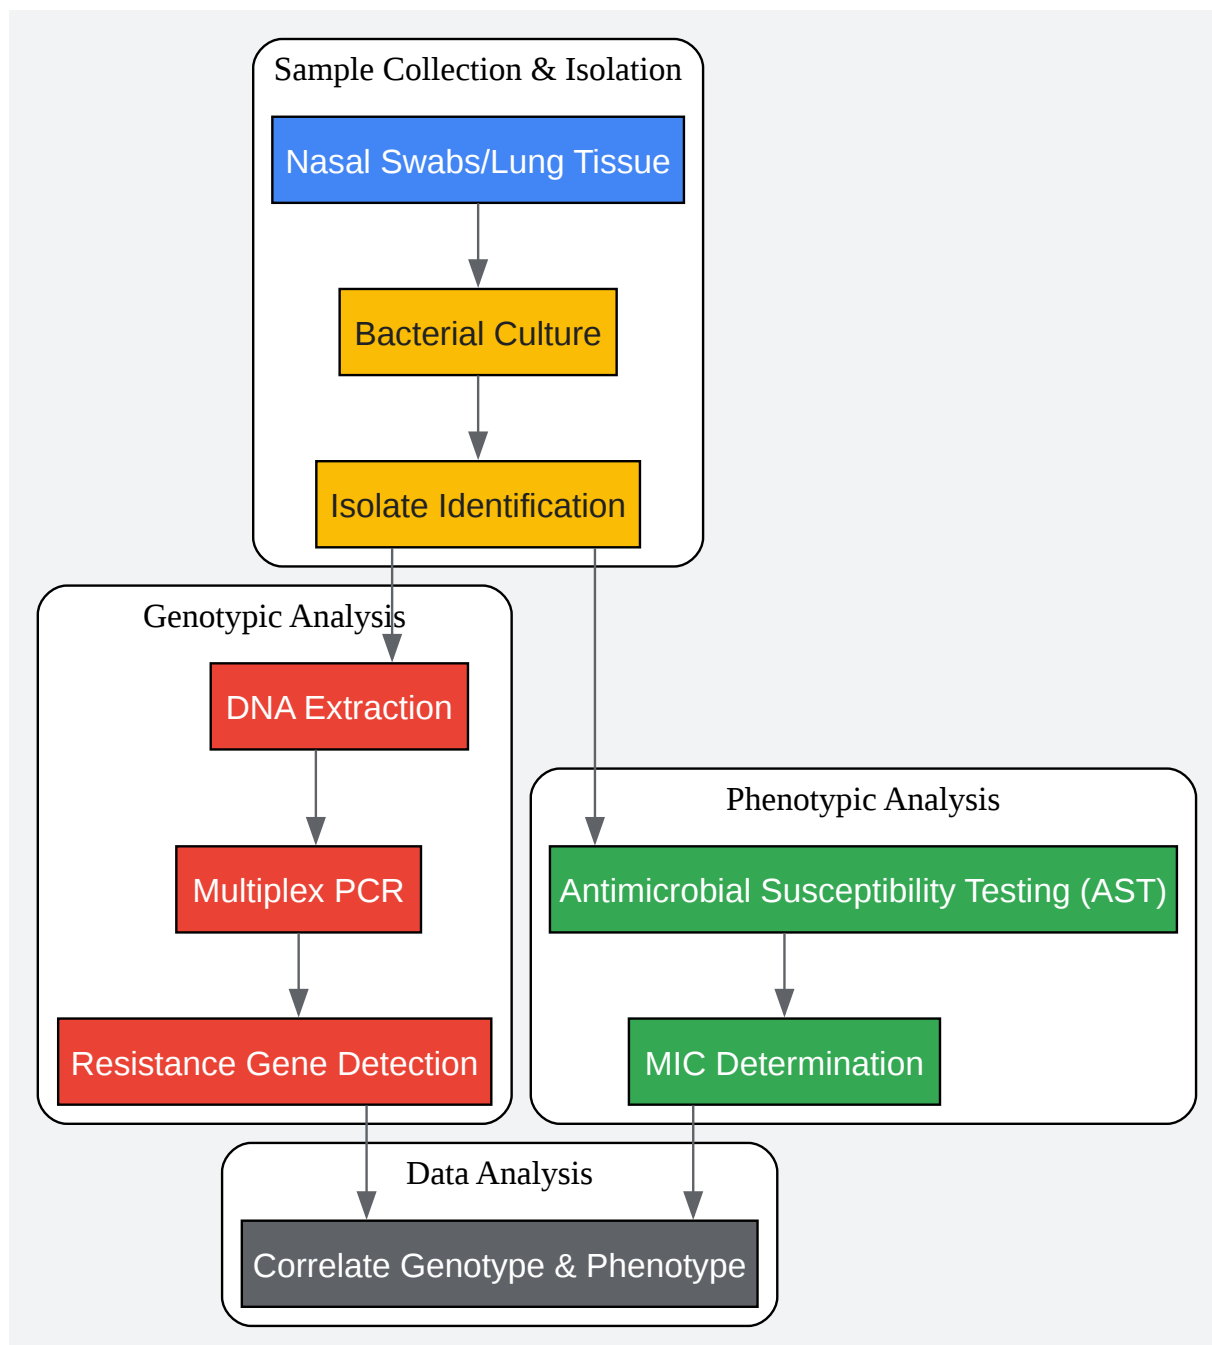 Sample Collection & Isolation
Nasal Swabs/Lung Tissue
Bacterial Culture
Isolate Identification
Genotypic Analysis
DNA Extraction
Multiplex PCR
Resistance Gene Detection
Phenotypic Analysis
Antimicrobial Susceptibility Testing (AST)
MIC Determination
Data Analysis
Correlate Genotype & Phenotype